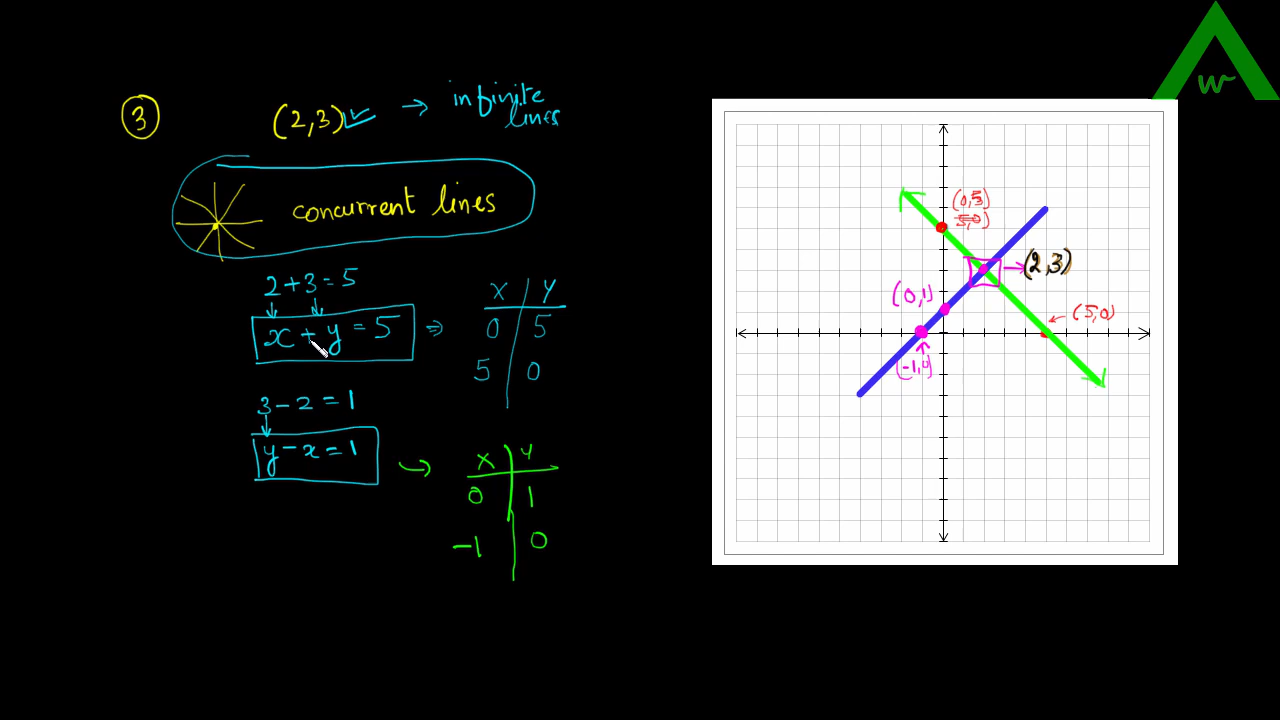 3
(2,3) → infinite
lines
concurrent lines
2+3=5
x+y=5 ⇒
X Y
0 5
5 0
3-2=1
y-x=1
X Y
0 1
-1 0
(0,5)
(2,3)
(0,1)
(5,0)
(-1,0)
w